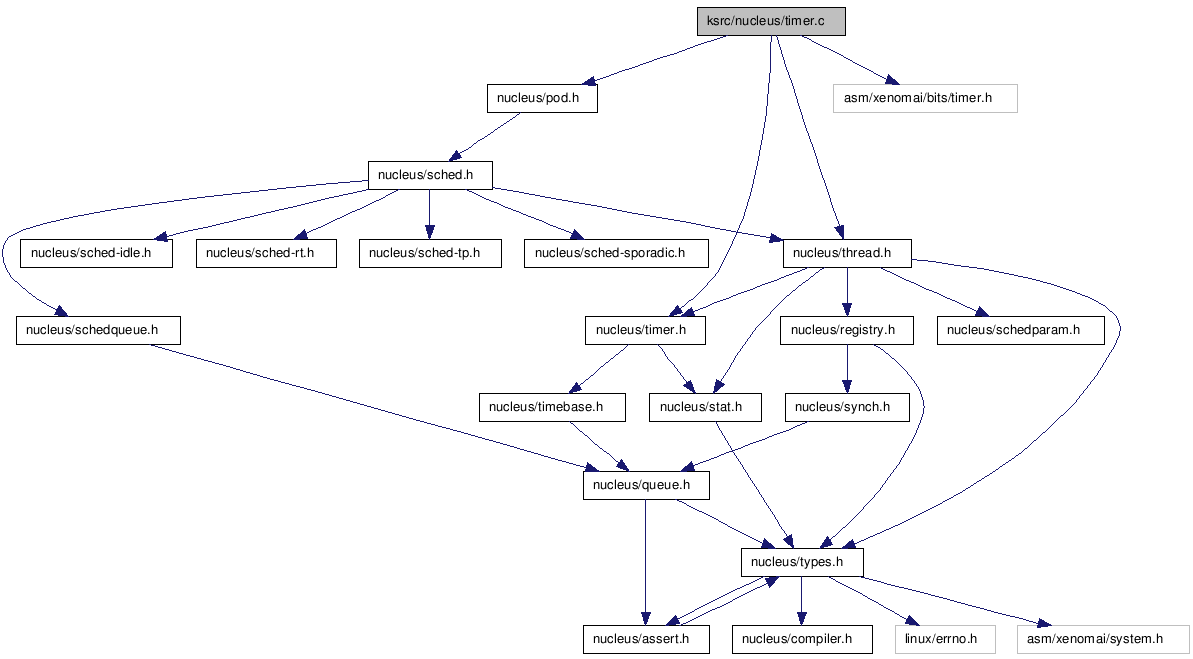 ksrc/nucleus/timer.c
nucleus/pod.h
asm/xenomai/bits/timer.h
nucleus/sched.h
nucleus/sched-idle.h
nucleus/sched-rt.h
nucleus/sched-tp.h
nucleus/sched-sporadic.h
nucleus/thread.h
nucleus/schedqueue.h
nucleus/timer.h
nucleus/registry.h
nucleus/schedparam.h
nucleus/timebase.h
nucleus/stat.h
nucleus/synch.h
nucleus/queue.h
nucleus/types.h
nucleus/assert.h
nucleus/compiler.h
linux/errno.h
asm/xenomai/system.h